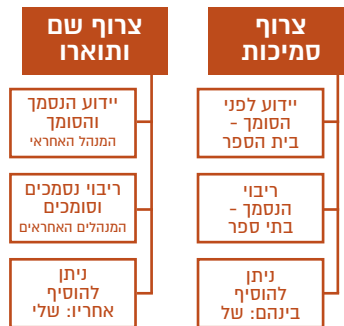 צרוף
סמיכות
יידוע לפני
הסומך -
בית הספר
ריבוי
הנסמך -
בתי ספר
ניתן
להוסיף
בינהם: של
צרוף שם
ותוארו
יידוע הנסמך
והסומך
המנהל האחראי
ריבוי נסמכים
וסומכים
המנהלים האחראים
ניתן
להוסיף
אחריו: שלי